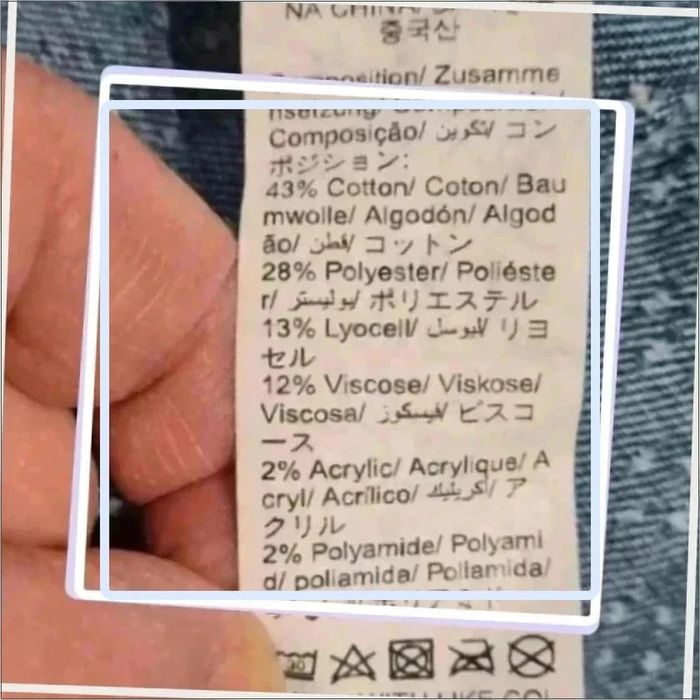 NA CHINA/
중국산
Composition/ Zusamme
nsetzung/
Composição/ تكوين/ コン
ポジション:
43% Cotton/ Coton/ Bau
mwolle/ Algodón/ Algod
ão/ قطن/ コットン
28% Polyester/ Poliéste
r/ بوليستر/ ポリエステル
13% Lyocell/ ليوسل/ リヨ
セル
12% Viscose/ Viskose/
Viscosa/ فيسكوز/ ビスコ
ース
2% Acrylic/ Acrylique/ A
cryl/ Acrílico/ أكريليك/ ア
クリル
2% Polyamide/ Polyami
d/ poliamida/ Poliamida/
WITH LIKE